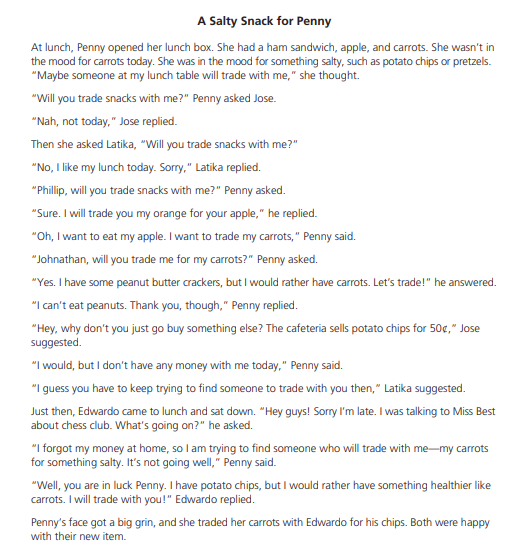 A Salty Snack for Penny
At lunch, Penny opened her lunch box. She had a ham sandwich, apple, and carrots. She wasn't in
the mood for carrots today. She was in the mood for something salty, such as potato chips or pretzels.
"Maybe someone at my lunch table will trade with me," she thought.
"Will you trade snacks with me?" Penny asked Jose.
"Nah, not today," Jose replied.
Then she asked Latika, "Will you trade snacks with me?"
"No, I like my lunch today. Sorry," Latika replied.
"Phillip, will you trade snacks with me?" Penny asked.
"Sure. I will trade you my orange for your apple," he replied.
"Oh, I want to eat my apple. I want to trade my carrots," Penny said.
"Johnathan, will you trade me for my carrots?" Penny asked.
"Yes. I have some peanut butter crackers, but I would rather have carrots. Let's trade!" he answered.
"I can't eat peanuts. Thank you, though," Penny replied.
"Hey, why don't you just go buy something else? The cafeteria sells potato chips for 50¢," Jose
suggested.
"I would, but I don't have any money with me today," Penny said.
"I guess you have to keep trying to find someone to trade with you then," Latika suggested.
Just then, Edwardo came to lunch and sat down. "Hey guys! Sorry I'm late. I was talking to Miss Best
about chess club. What's going on?" he asked.
"I forgot my money at home, so I am trying to find someone who will trade with me—my carrots
for something salty. It's not going well," Penny said.
"Well, you are in luck Penny. I have potato chips, but I would rather have something healthier like
carrots. I will trade with you!" Edwardo replied.
Penny's face got a big grin, and she traded her carrots with Edwardo for his chips. Both were happy
with their new item.